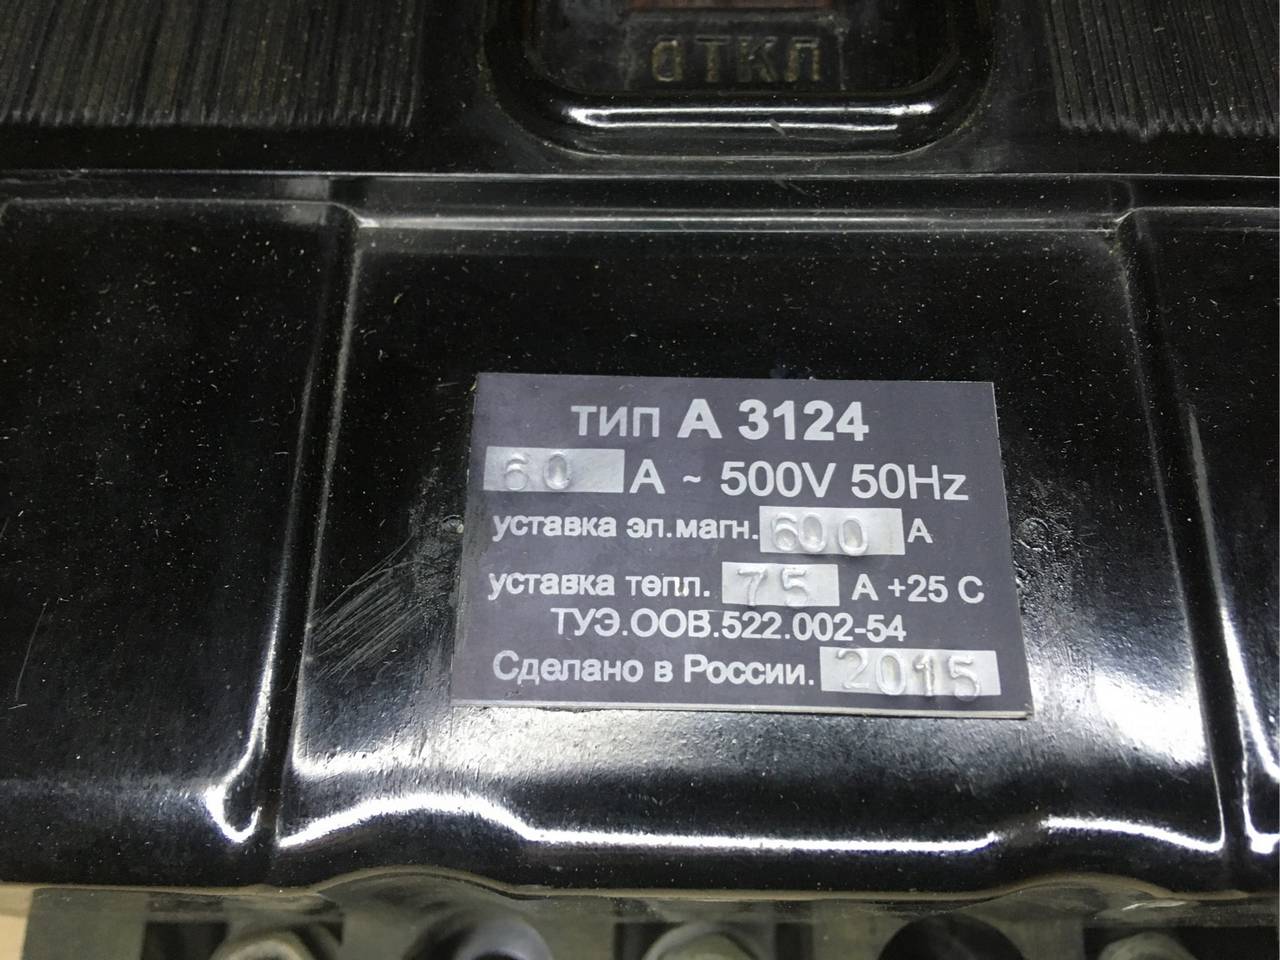 ОТКЛ
ТИП А 3124
60 А ~ 500V 50Hz
уставка эл.магн. 600 А
уставка тепл. 75 А +25 С
ТУЭ.ООВ.522.002-54
Сделано в России. 2015